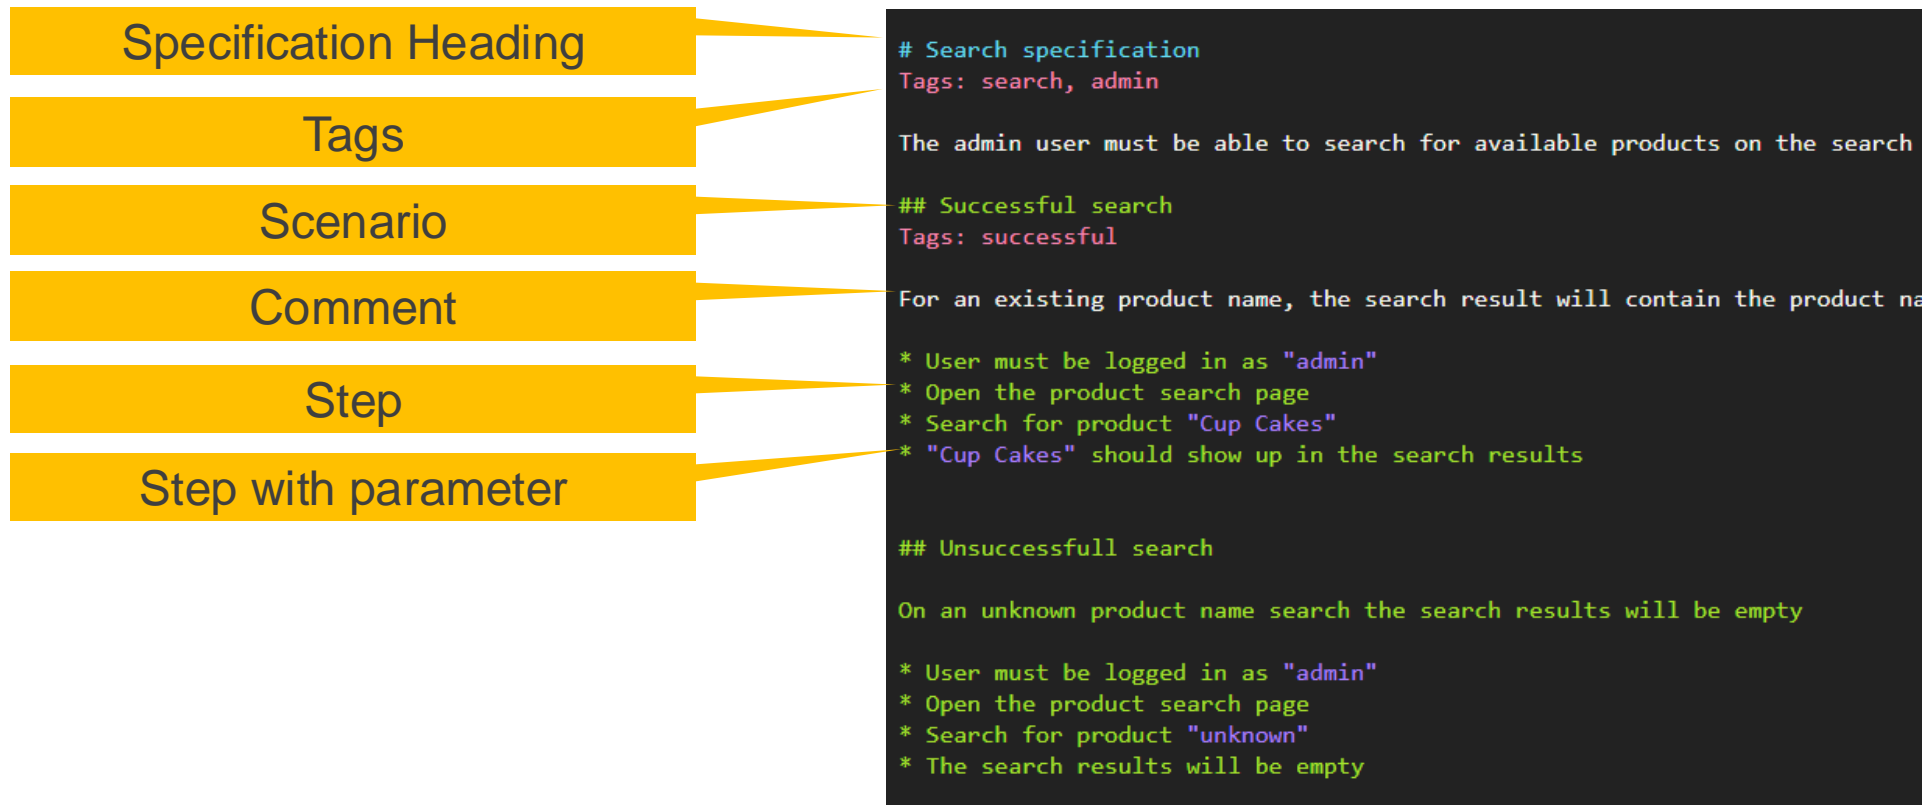 Specification Heading
Tags
Scenario
Comment
Step
Step with parameter
# Search specification
Tags: search, admin
The admin user must be able to search for available products on the search
## Successful search
Tags: successful
For an existing product name, the search result will contain the product na
* User must be logged in as "admin"
* Open the product search page
* Search for product "Cup Cakes"
* "Cup Cakes" should show up in the search results
## Unsuccessfull search
On an unknown product name search the search results will be empty
* User must be logged in as "admin"
* Open the product search page
* Search for product "unknown"
* The search results will be empty